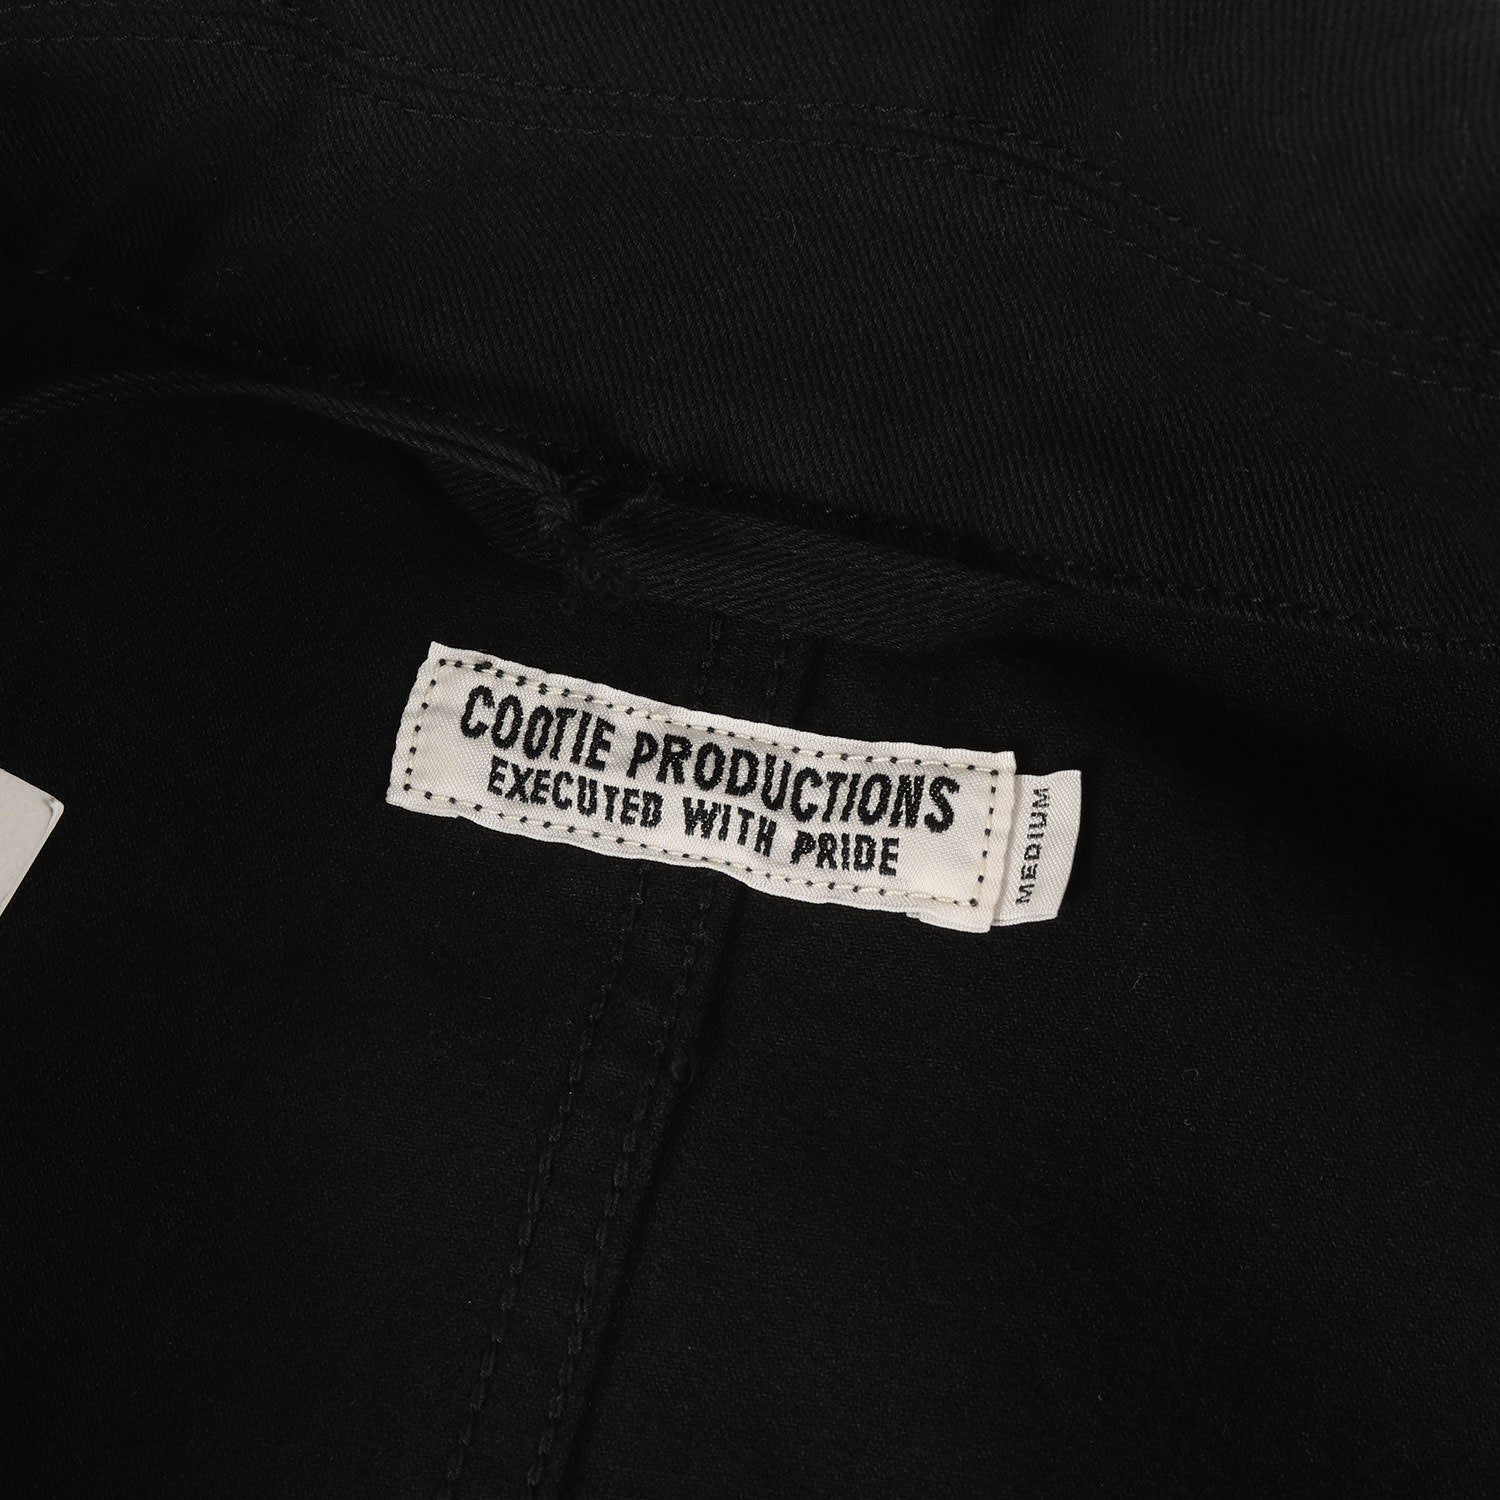 COOTIE PRODUCTIONS
EXECUTED WITH PRIDE
MEDIUM